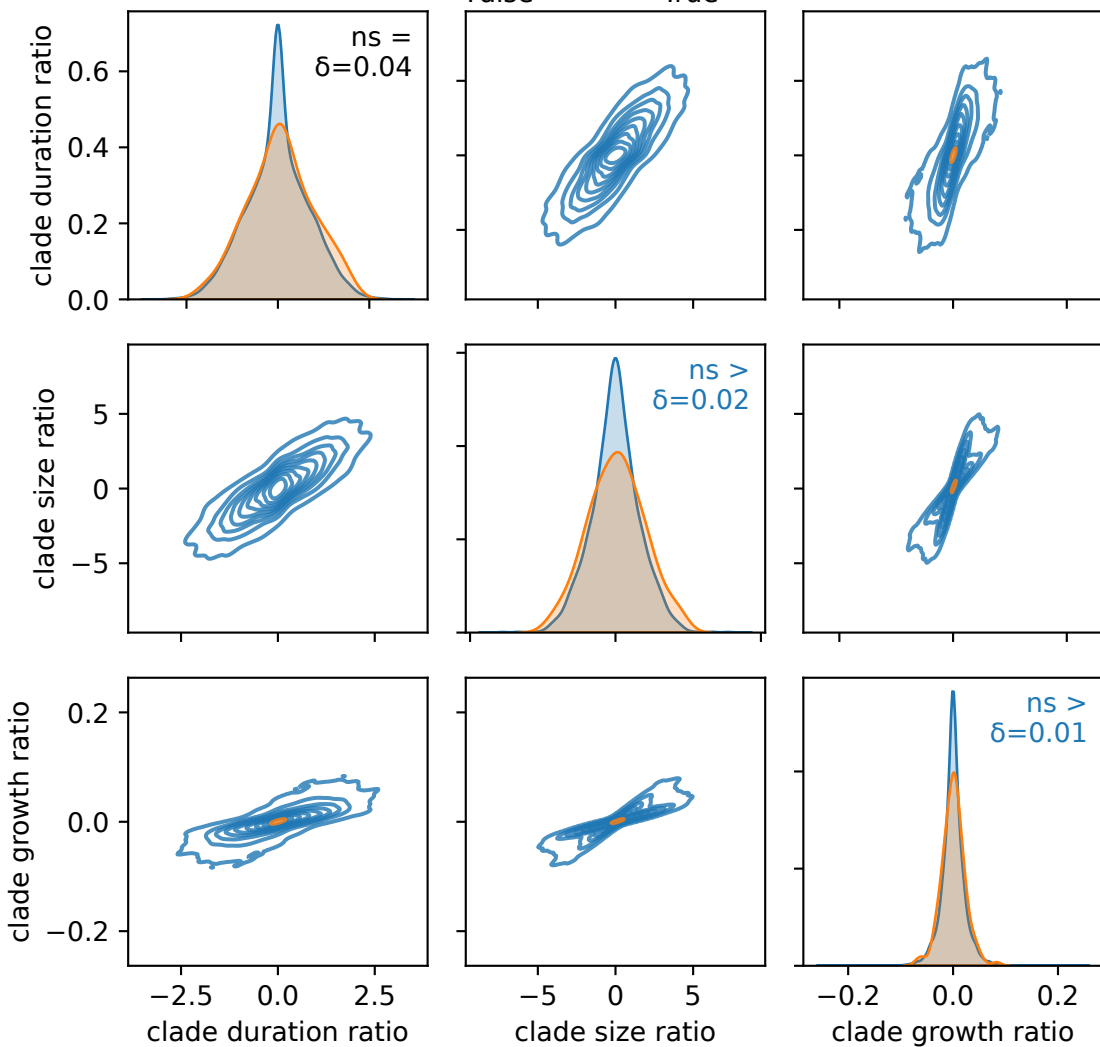 clade duration ratio
0.6
0.4
0.2
0.0
ns =
δ=0.04
clade size ratio
5
0
−5
ns >
δ=0.02
clade growth ratio
0.2
0.0
−0.2
ns >
δ=0.01
−2.5 0.0 2.5
clade duration ratio
−5 0 5
clade size ratio
−0.2 0.0 0.2
clade growth ratio